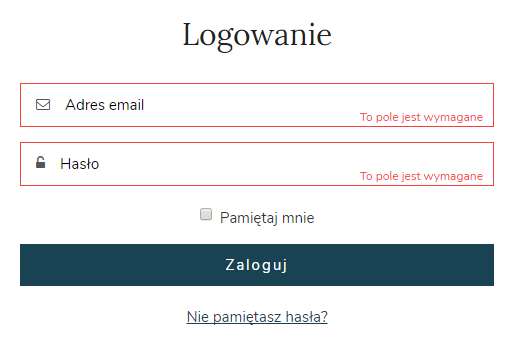 Logowanie
Adres email
To pole jest wymagane
Hasło
To pole jest wymagane
Pamiętaj mnie
Zaloguj
Nie pamiętasz hasła?